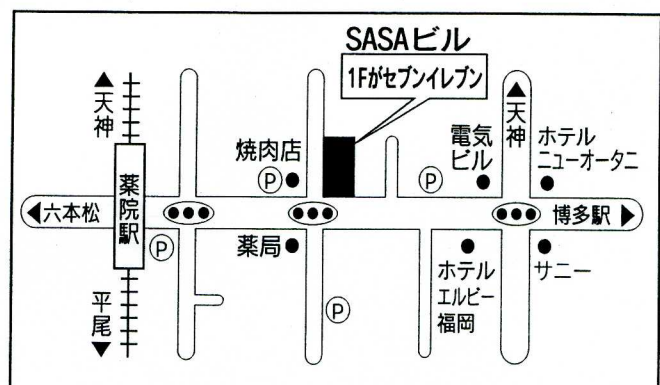 SASAビル
1Fがセブンイレブン
▲天神
焼肉店
Ⓟ
Ⓟ
電気
ビル
▲天神
ホテル
ニューオータニ
◀六本松
薬院駅
博多駅▶
Ⓟ
薬局
ホテル
エルビー
福岡
サニー
平尾▼
Ⓟ